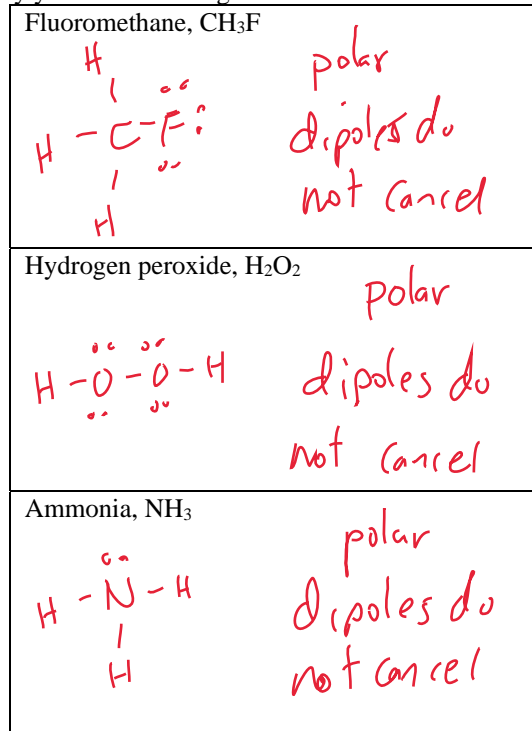 Fluoromethane, CH₃F
polar
dipoles do
not cancel
H
H - C - F
H
Hydrogen peroxide, H₂O₂
polar
H - O - O - H
dipoles do
not cancel
Ammonia, NH₃
polar
H - N - H
H
dipoles do
not cancel